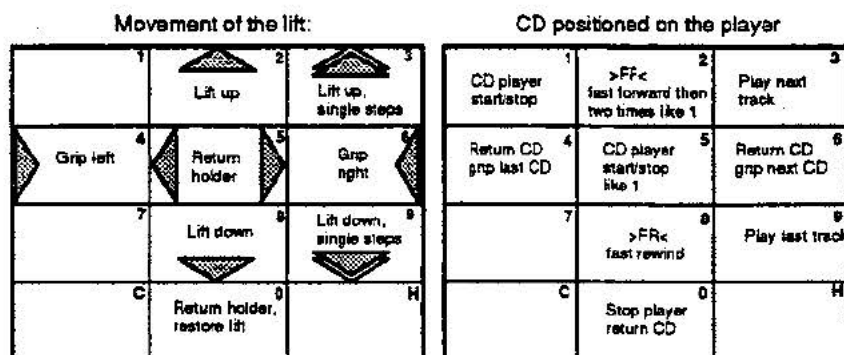 Movement of the lift:
1
2
Lift up
3
Lift up,
single steps
4
Grip left
5
Return
holder
6
Grip
right
7
8
Lift down
9
Lift down,
single steps
C
0
Return holder,
restore lift
H
CD positioned on the player
1
CD player
start/stop
2
>FF<
fast forward then
two times like 1
3
Play next
track
4
Return CD
grip last CD
5
CD player
start/stop
like 1
6
Return CD
grip next CD
7
8
>FR<
fast rewind
9
Play last track
C
0
Stop player
return CD
H